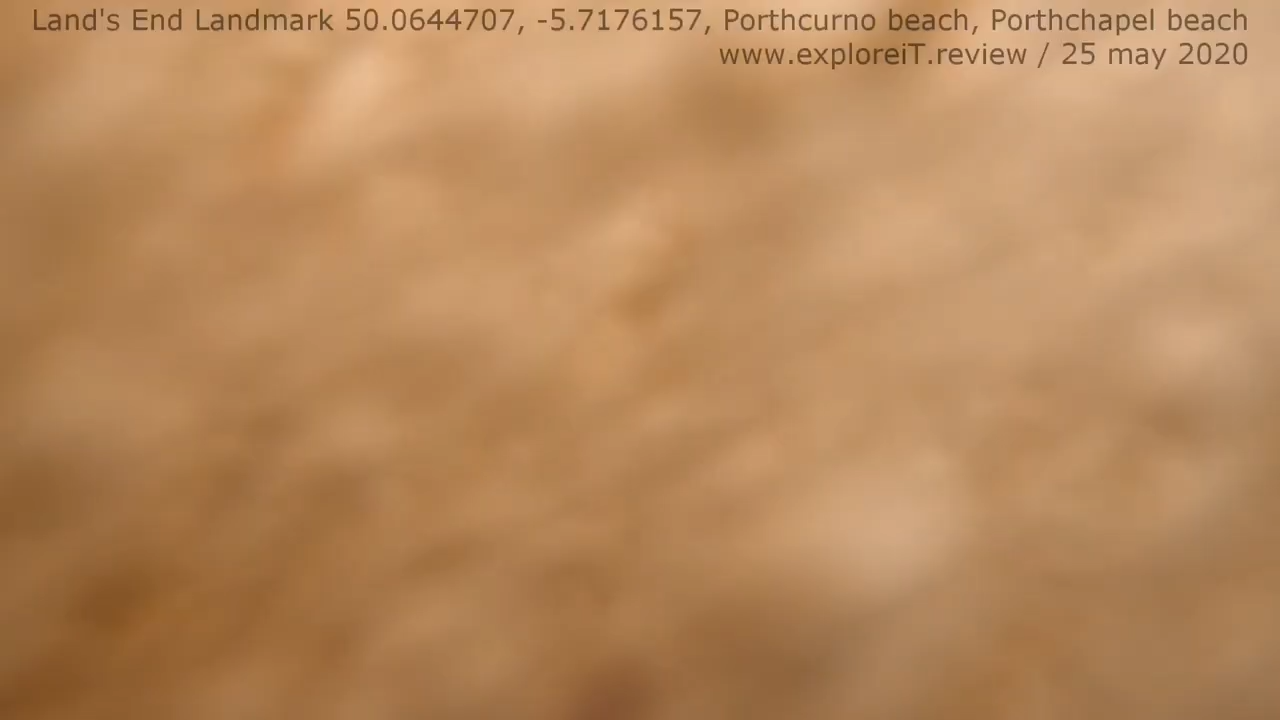 Land's End Landmark 50.0644707, -5.7176157, Porthcurno beach, Porthchapel beach
www.exploreiT.review / 25 may 2020